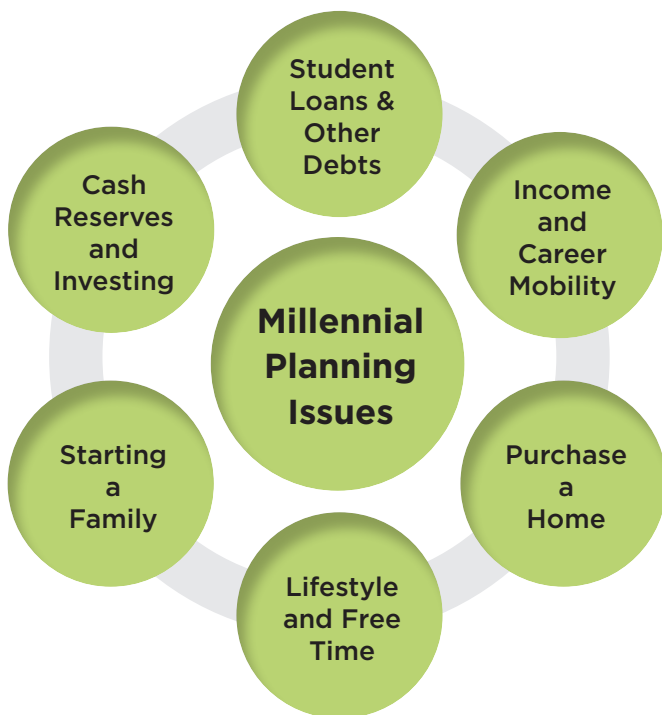 Student
Loans &
Other
Debts
Cash
Reserves
and
Investing
Income
and
Career
Mobility
Millennial
Planning
Issues
Starting
a
Family
Purchase
a
Home
Lifestyle
and Free
Time